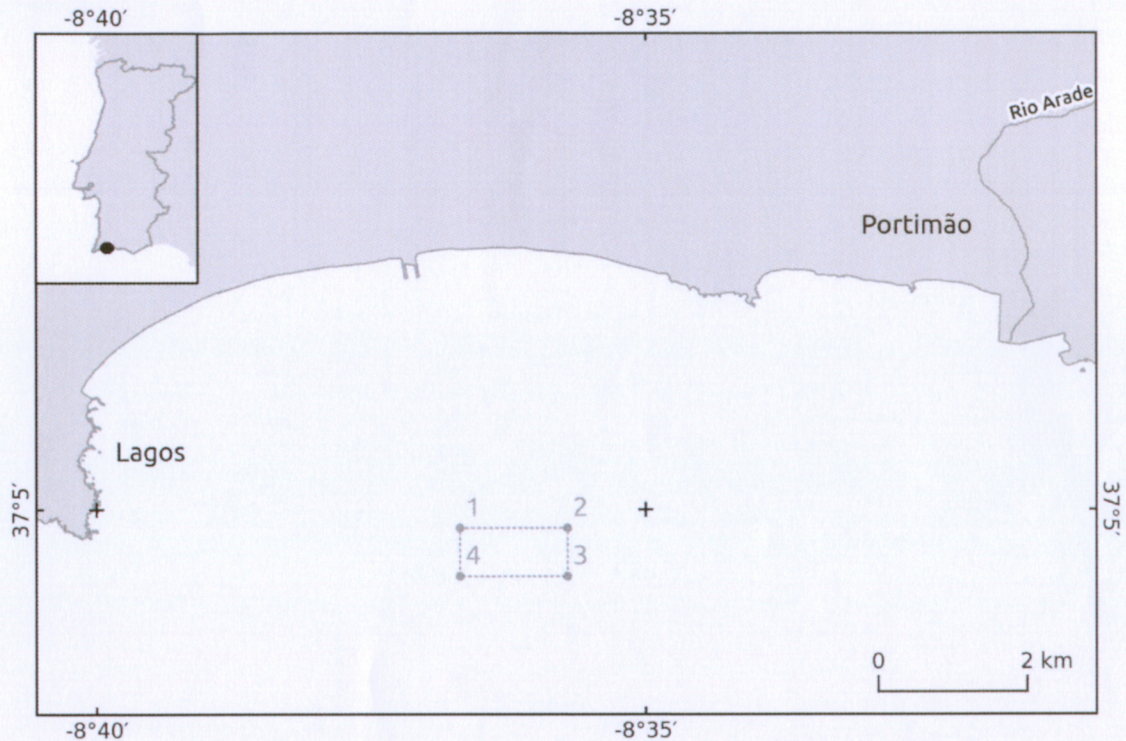 -8°40′ -8°35′
Rio Arade
Portimão
Lagos
37°5′ 37°5′
1 2
4 3
0 2 km
-8°40′ -8°35′